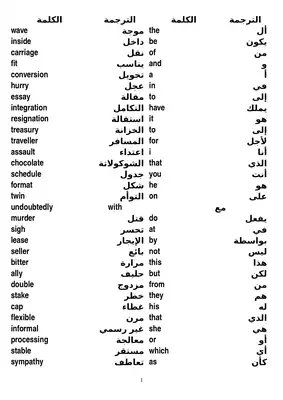 الكلمة الترجمة الكلمة الترجمة
wave موجة the أل
inside داخل be يكون
carriage نقل of من
fit يناسب and و
conversion تحويل a أ
hurry عجل in في
essay مقالة to إلى
integration التكامل have يملك
resignation استقالة it هو
treasury الخزانة to إلى
traveller المسافر for لأجل
assault اعتداء i أنا
chocolate الشوكولاتة that الذي
schedule جدول you أنت
format شكل he هو
twin التوأم on على
undoubtedly with مع
murder قتل do يفعل
sigh تحسر at في
lease الإيجار by بواسطة
seller بائع not ليس
bitter مرارة this هذا
ally حليف but لكن
double مزدوج from من
stake خطر they هم
cap غطاء his له
flexible مرن that الذي
informal غير رسمي she هي
processing معالجة or أو
stable مستقر which أي
sympathy تعاطف as كأن
1